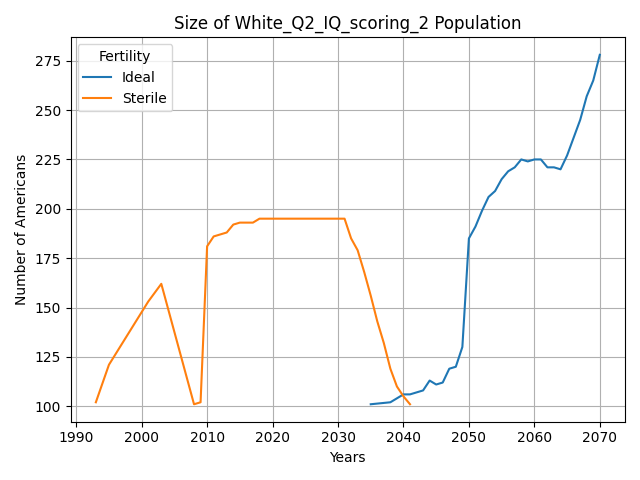 Size of White_Q2_IQ_scoring_2 Population
Fertility
Ideal
Sterile
Number of Americans
275
250
225
200
175
150
125
100
1990 2000 2010 2020 2030 2040 2050 2060 2070
Years